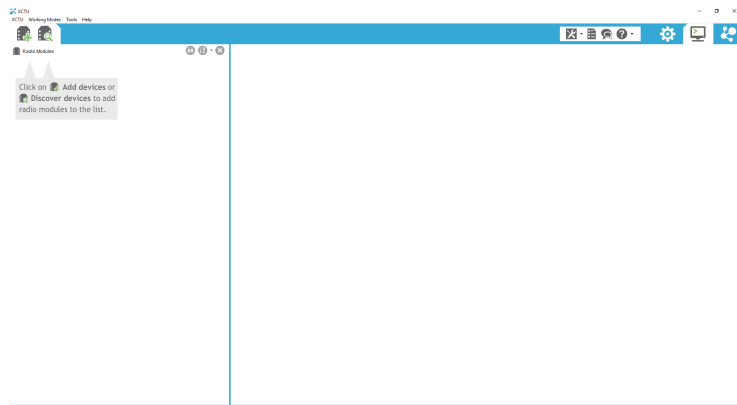 XCTU
XCTU Working Modes Tools Help
Radio Modules
Click on Add devices or
Discover devices to add
radio modules to the list.